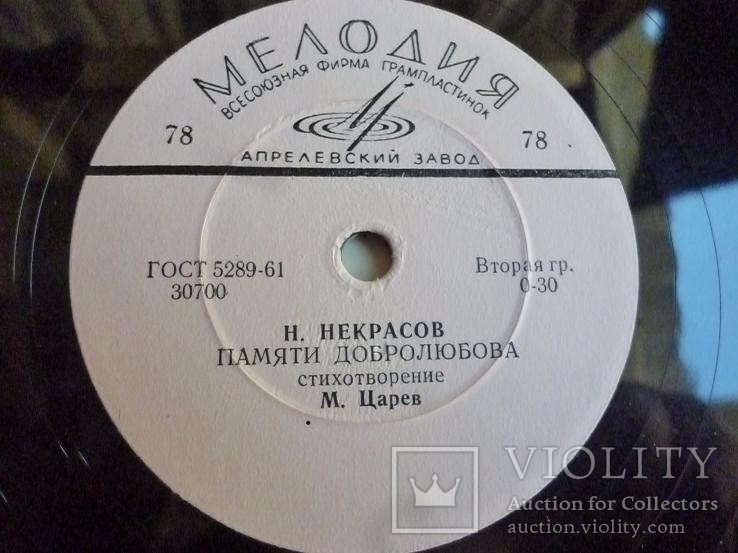 МЕЛОДИЯ
ВСЕСОЮЗНАЯ ФИРМА ГРАМПЛАСТИНОК
78
78
АПРЕЛЕВСКИЙ ЗАВОД
ГОСТ 5289-61
Вторая гр.
30700
0-30
Н. НЕКРАСОВ
ПАМЯТИ ДОБРОЛЮБОВА
стихотворение
М. Царев
VIOLITY
Auction for Collectors
auction.violity.com